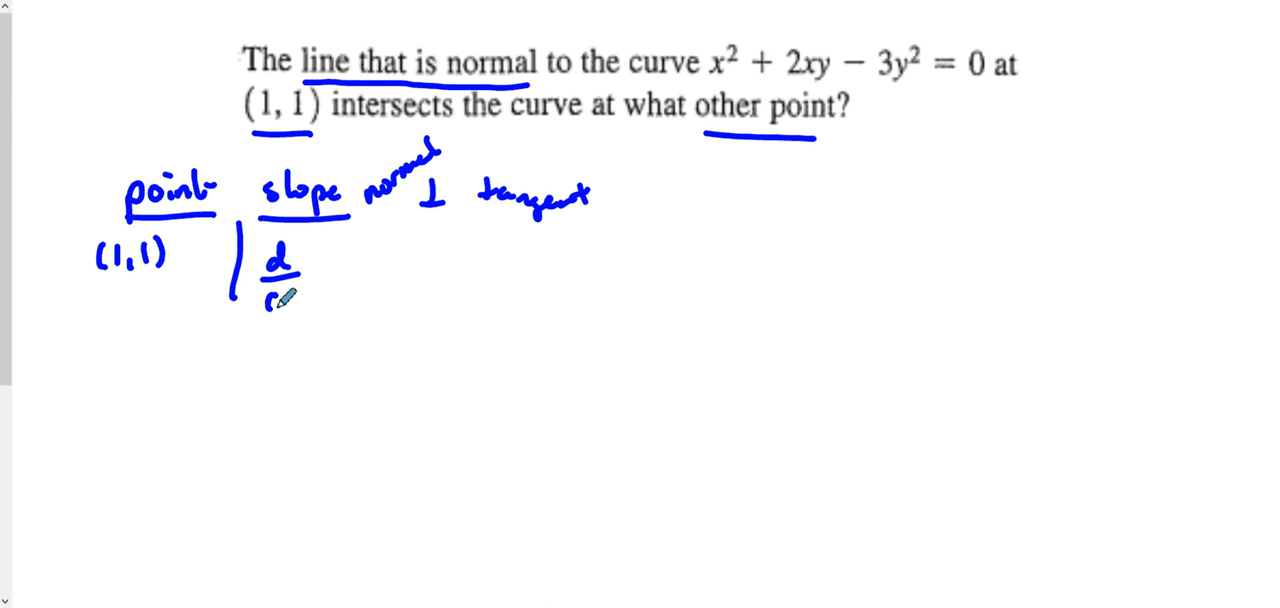 The line that is normal to the curve x² + 2xy − 3y² = 0 at
(1, 1) intersects the curve at what other point?
point slope normal ⊥ tangent
(1,1) d